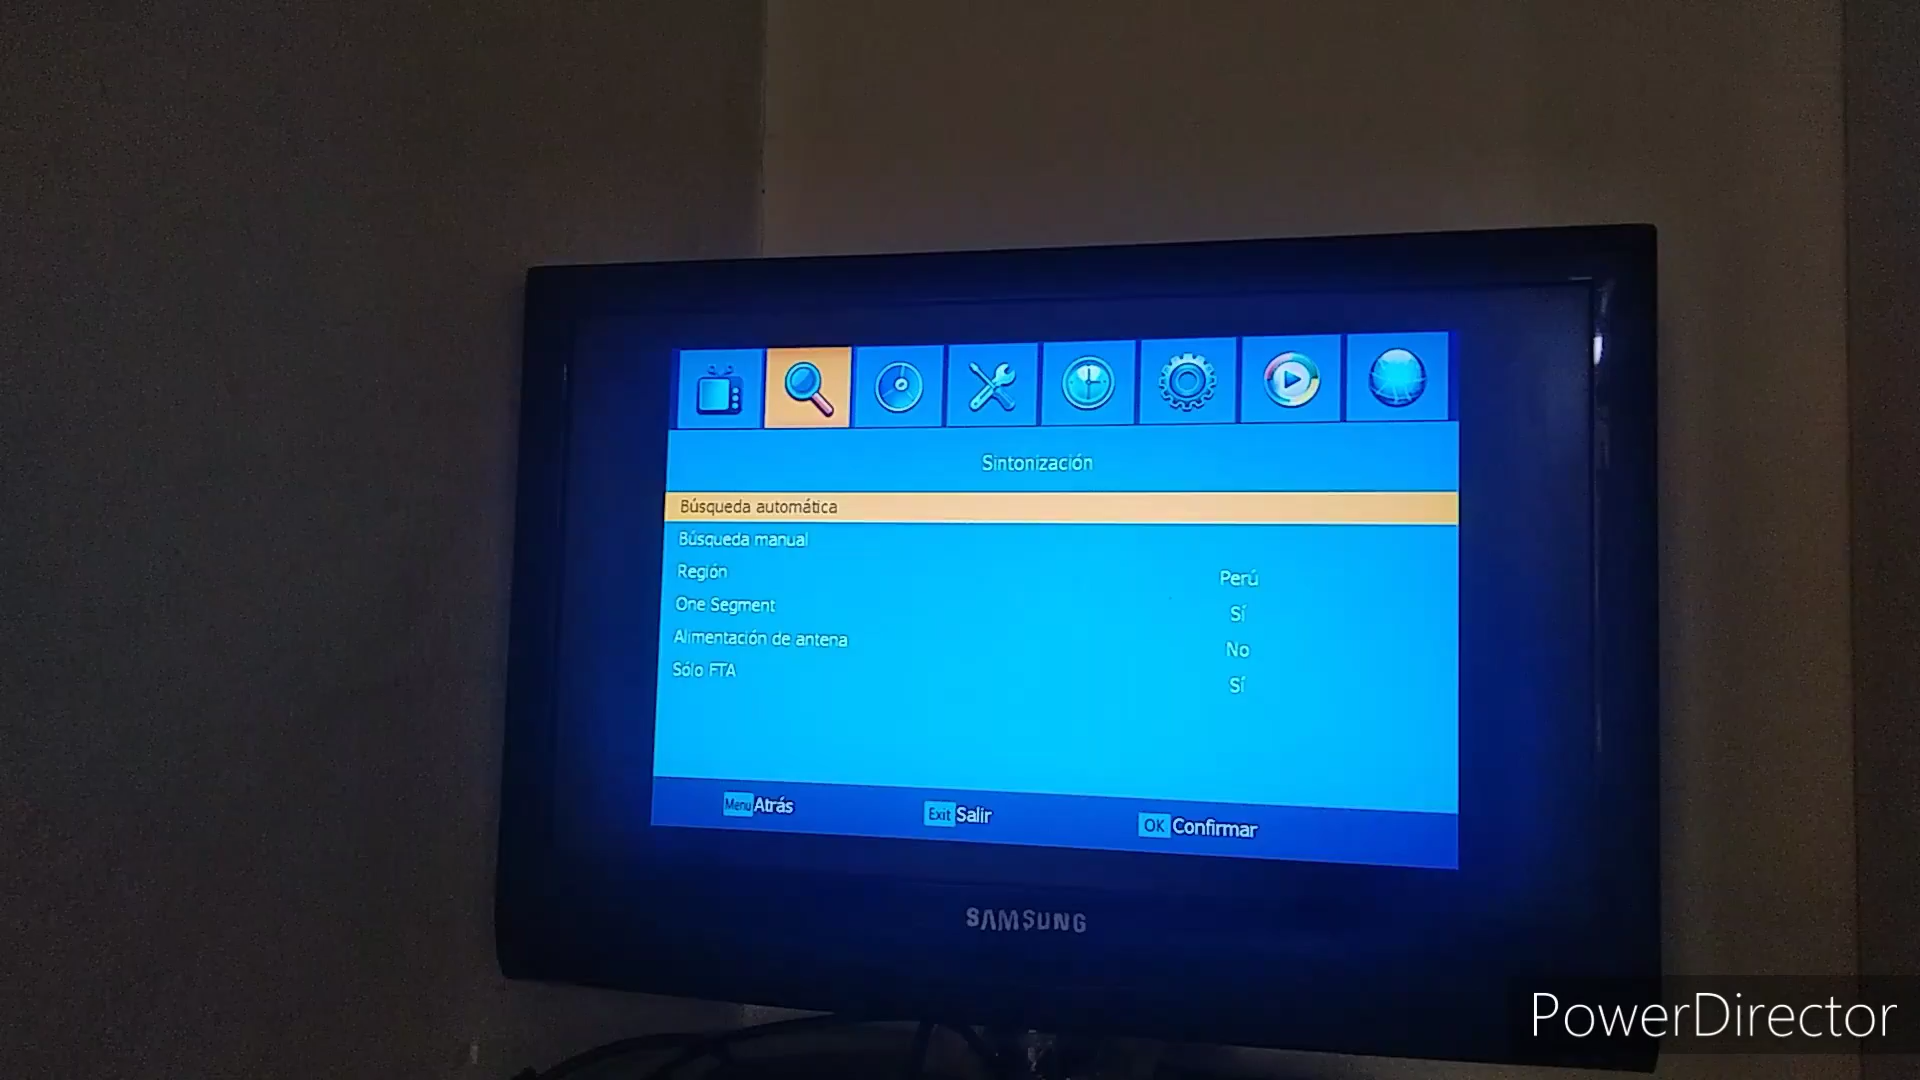 Sintonización
Búsqueda automática
Búsqueda manual
Región Perú
One Segment Sí
Alimentación de antena No
Sólo FTA Sí
Menu Atrás Exit Salir OK Confirmar
SAMSUNG
PowerDirector